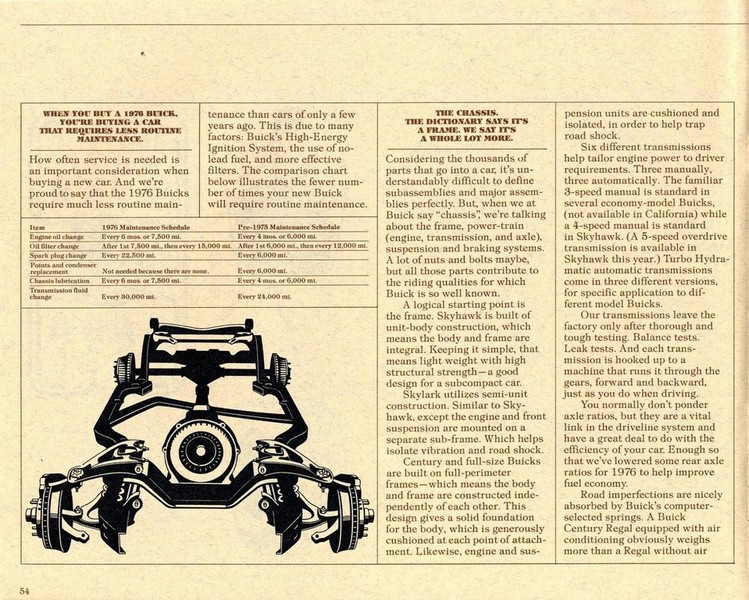 WHEN YOU BUY A 1976 BUICK,
YOU'RE BUYING A CAR
THAT REQUIRES LESS ROUTINE
MAINTENANCE.
How often service is needed is
an important consideration when
buying a new car. And we're
proud to say that the 1976 Buicks
require much less routine main-
tenance than cars of only a few
years ago. This is due to many
factors: Buick's High-Energy
Ignition System, the use of no-
lead fuel, and more effective
filters. The comparison chart
below illustrates the fewer num-
ber of times your new Buick
will require routine maintenance.
Item 1976 Maintenance Schedule Pre-1975 Maintenance Schedule
Engine oil change Every 6 mos. or 7,500 mi. Every 4 mos. or 6,000 mi.
Oil filter change After 1st 7,500 mi., then every 15,000 mi. After 1st 6,000 mi., then every 12,000 mi.
Spark plug change Every 22,500 mi. Every 6,000 mi.
Points and condenser
replacement Not needed because there are none. Every 6,000 mi.
Chassis lubrication Every 6 mos. or 7,500 mi. Every 4 mos. or 6,000 mi.
Transmission fluid
change Every 30,000 mi. Every 24,000 mi.
THE CHASSIS.
THE DICTIONARY SAYS IT'S
A FRAME. WE SAY IT'S
A WHOLE LOT MORE.
Considering the thousands of
parts that go into a car, it's un-
derstandably difficult to define
subassemblies and major assem-
blies perfectly. But, when we at
Buick say "chassis", we're talking
about the frame, power-train
(engine, transmission, and axle),
suspension and braking systems.
A lot of nuts and bolts maybe,
but all those parts contribute to
the riding qualities for which
Buick is so well known.
A logical starting point is
the frame. Skyhawk is built of
unit-body construction, which
means the body and frame are
integral. Keeping it simple, that
means light weight with high
structural strength—a good
design for a subcompact car.
Skylark utilizes semi-unit
construction. Similar to Sky-
hawk, except the engine and front
suspension are mounted on a
separate sub-frame. Which helps
isolate vibration and road shock.
Century and full-size Buicks
are built on full-perimeter
frames—which means the body
and frame are constructed inde-
pendently of each other. This
design gives a solid foundation
for the body, which is generously
cushioned at each point of attach-
ment. Likewise, engine and sus-
pension units are cushioned and
isolated, in order to help trap
road shock.
Six different transmissions
help tailor engine power to driver
requirements. Three manually,
three automatically. The familiar
3-speed manual is standard in
several economy-model Buicks,
(not available in California) while
a 4-speed manual is standard
in Skyhawk. (A 5-speed overdrive
transmission is available in
Skyhawk this year.) Turbo Hydra-
matic automatic transmissions
come in three different versions,
for specific application to dif-
ferent model Buicks.
Our transmissions leave the
factory only after thorough and
tough testing. Balance tests.
Leak tests. And each trans-
mission is hooked up to a
machine that runs it through the
gears, forward and backward,
just as you do when driving.
You normally don't ponder
axle ratios, but they are a vital
link in the driveline system and
have a great deal to do with the
efficiency of your car. Enough so
that we've lowered some rear axle
ratios for 1976 to help improve
fuel economy.
Road imperfections are nicely
absorbed by Buick's computer-
selected springs. A Buick
Century Regal equipped with air
conditioning obviously weighs
more than a Regal without air
54